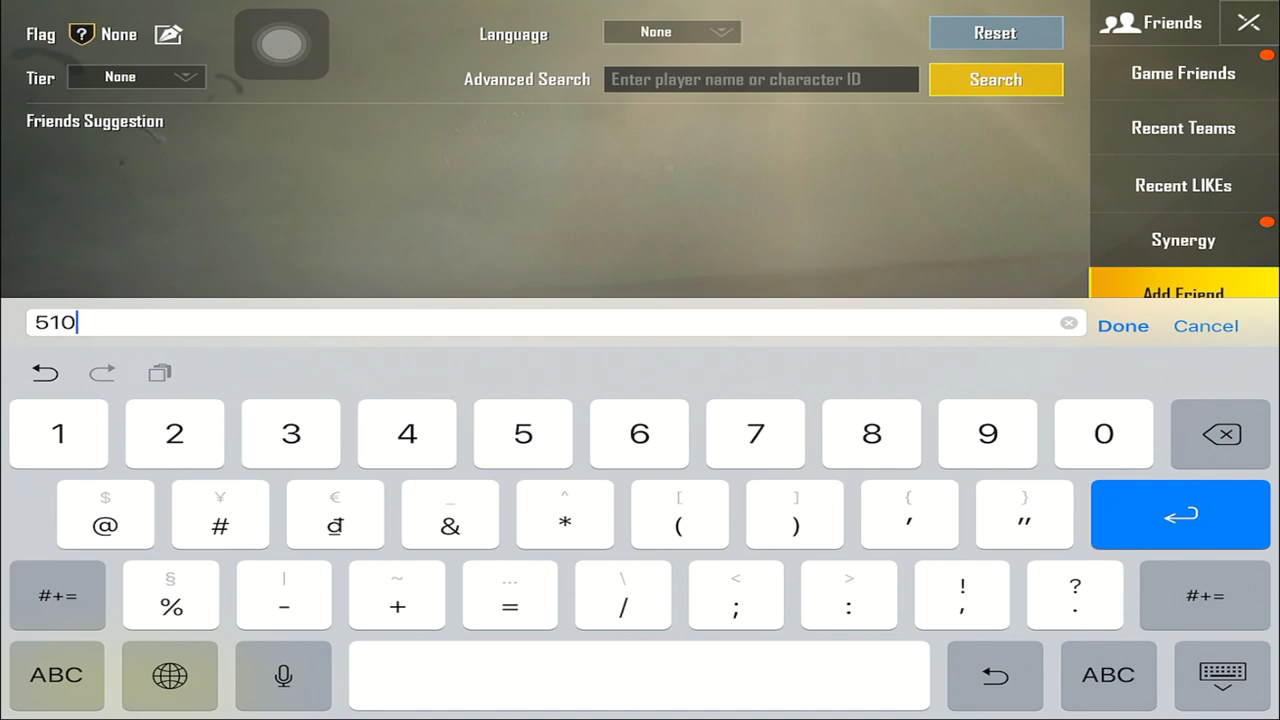 Flag ? None
Language None
Reset
Friends
Tier None
Advanced Search Enter player name or character ID
Search
Game Friends
Friends Suggestion
Recent Teams
Recent LIKEs
Synergy
Add Friend
510
Done Cancel
1 2 3 4 5 6 7 8 9 0
$ ¥ € _ ^ [ ] { }
@ # ₫ & * ( ) ' "
§ | ~ … \ < > ! ?
#+= % - + = / ; : , . #+=
ABC ABC